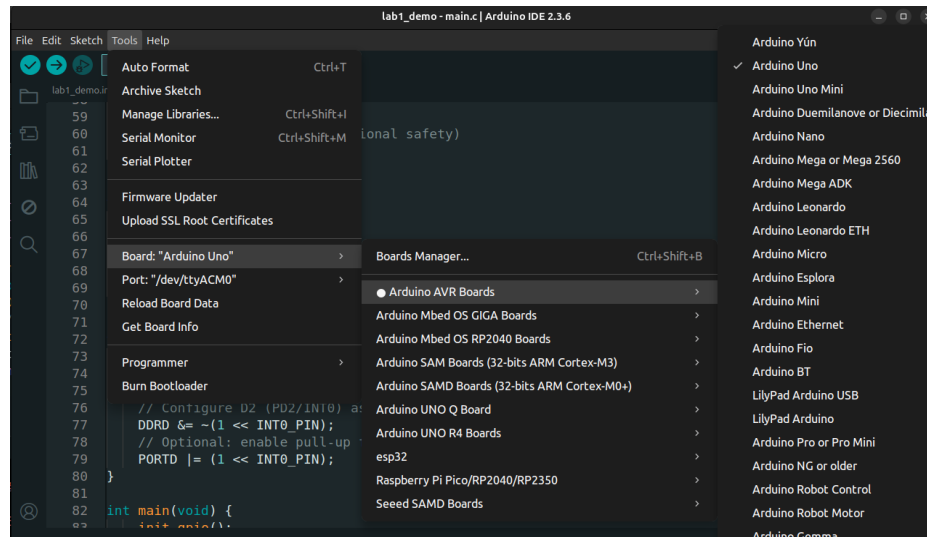 lab1_demo - main.c | Arduino IDE 2.3.6
File Edit Sketch Tools Help
lab1_demo.in
Auto Format Ctrl+T
Archive Sketch
Manage Libraries... Ctrl+Shift+I
Serial Monitor Ctrl+Shift+M
Serial Plotter
Firmware Updater
Upload SSL Root Certificates
Board: "Arduino Uno"
Port: "/dev/ttyACM0"
Reload Board Data
Get Board Info
Programmer
Burn Bootloader
Boards Manager... Ctrl+Shift+B
Arduino AVR Boards
Arduino Mbed OS GIGA Boards
Arduino Mbed OS RP2040 Boards
Arduino SAM Boards (32-bits ARM Cortex-M3)
Arduino SAMD Boards (32-bits ARM Cortex-M0+)
Arduino UNO Q Board
Arduino UNO R4 Boards
esp32
Raspberry Pi Pico/RP2040/RP2350
Seeed SAMD Boards
Arduino Yún
Arduino Uno
Arduino Uno Mini
Arduino Duemilanove or Diecimil
Arduino Nano
Arduino Mega or Mega 2560
Arduino Mega ADK
Arduino Leonardo
Arduino Leonardo ETH
Arduino Micro
Arduino Esplora
Arduino Mini
Arduino Ethernet
Arduino Fio
Arduino BT
LilyPad Arduino USB
LilyPad Arduino
Arduino Pro or Pro Mini
Arduino NG or older
Arduino Robot Control
Arduino Robot Motor
Arduino Gemma
59
60 ional safety)
61
62
63
64
65
66
67
68
69
70
71
72
73
74
75
76 // Configure D2 (PD2/INT0) as
77 DDRD &= ~(1 << INT0_PIN);
78 // Optional: enable pull-up
79 PORTD |= (1 << INT0_PIN);
80 }
81
82 int main(void) {
83 init_gpio();